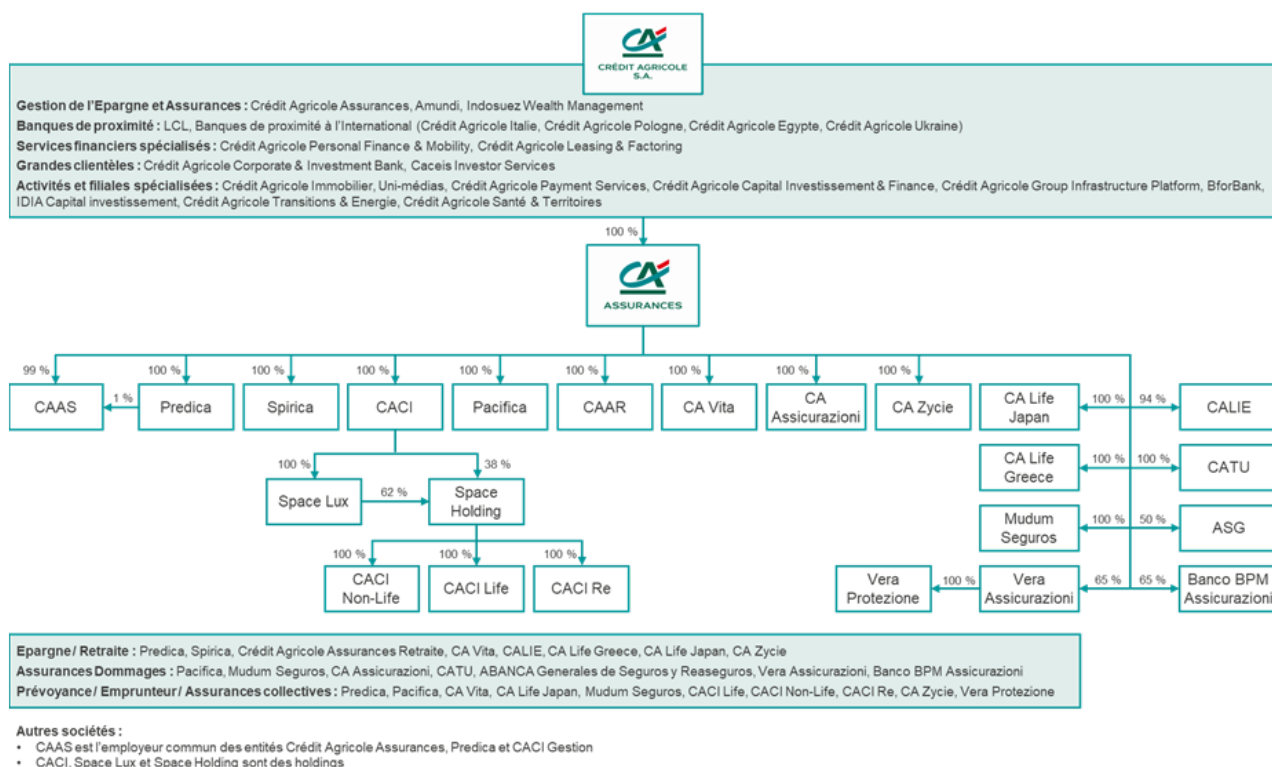 CA
CRÉDIT AGRICOLE
S.A.
Gestion de l'Epargne et Assurances : Crédit Agricole Assurances, Amundi, Indosuez Wealth Management
Banques de proximité : LCL, Banques de proximité à l'International (Crédit Agricole Italie, Crédit Agricole Pologne, Crédit Agricole Egypte, Crédit Agricole Ukraine)
Services financiers spécialisés : Crédit Agricole Personal Finance & Mobility, Crédit Agricole Leasing & Factoring
Grandes clientèles : Crédit Agricole Corporate & Investment Bank, Caceis Investor Services
Activités et filiales spécialisées : Crédit Agricole Immobilier, Uni-médias, Crédit Agricole Payment Services, Crédit Agricole Capital Investissement & Finance, Crédit Agricole Group Infrastructure Platform, BforBank,
IDIA Capital investissement, Crédit Agricole Transitions & Energie, Crédit Agricole Santé & Territoires
100 %
CA
ASSURANCES
99 % 100 % 100 % 100 % 100 % 100 % 100 % 100 % 100 %
CAAS 1 % Predica Spirica CACI Pacifica CAAR CA Vita CA Assicurazioni CA Zycie
CA Life
Japan
100 % 94 %
CALIE
100 % 38 %
Space Lux 62 % Space
Holding
CA Life
Greece
100 % 100 %
CATU
Mudum
Seguros
100 % 50 %
ASG
100 % 100 % 100 %
CACI
Non-Life
CACI Life CACI Re
Vera
Protezione
100 %
Vera
Assicurazioni
65 % 65 %
Banco BPM
Assicurazioni
Epargne / Retraite : Predica, Spirica, Crédit Agricole Assurances Retraite, CA Vita, CALIE, CA Life Greece, CA Life Japan, CA Zycie
Assurances Dommages : Pacifica, Mudum Seguros, CA Assicurazioni, CATU, ABANCA Generales de Seguros y Reaseguros, Vera Assicurazioni, Banco BPM Assicurazioni
Prévoyance / Emprunteur / Assurances collectives : Predica, Pacifica, CA Vita, CA Life Japan, Mudum Seguros, CACI Life, CACI Non-Life, CACI Re, CA Zycie, Vera Protezione
Autres sociétés :
• CAAS est l'employeur commun des entités Crédit Agricole Assurances, Predica et CACI Gestion
• CACI, Space Lux et Space Holding sont des holdings